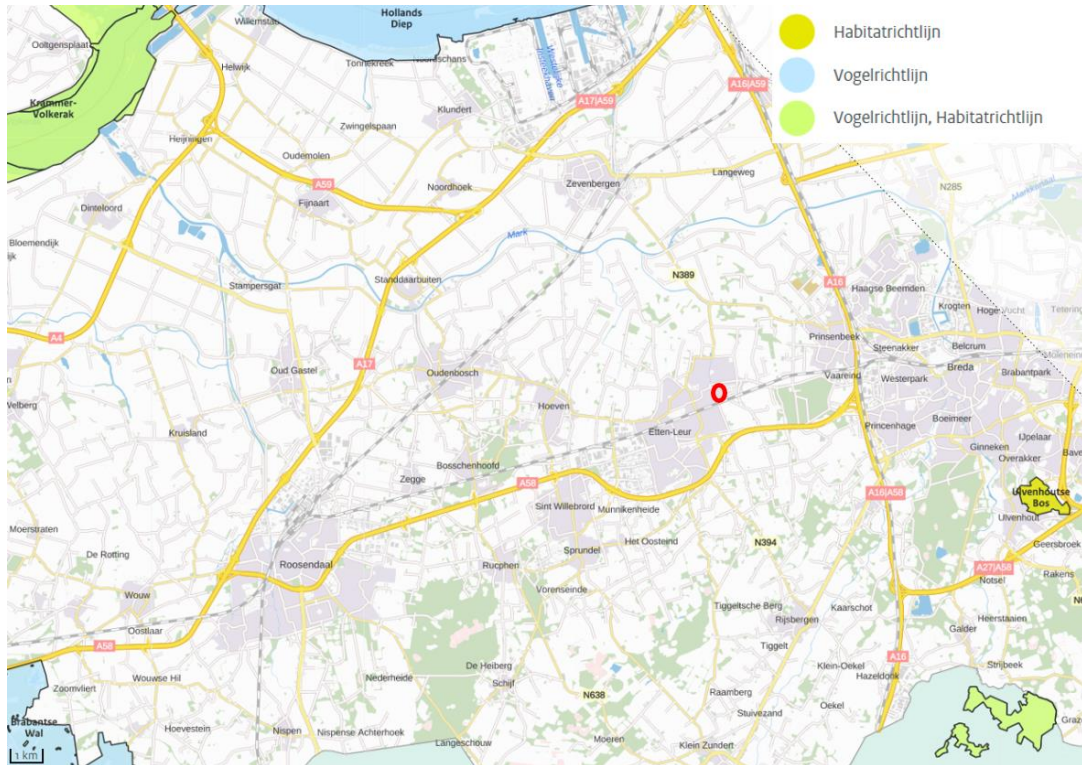 Habitatrichtlijn
Vogelrichtlijn
Vogelrichtlijn, Habitatrichtlijn
Hollands
Diep
Willemstad
Ooltgensplaat
Helwijk
Tonnekreek
Klundert
A17|A59
A16|A59
Krammer-
Volkerak
Heijningen
Zwingelspaan
Oudemolen
Noordhoek
Zevenbergen
Langeweg
N285
A59
Fijnaart
Dinteloord
Mark
Bloemendijk
Standdaarbuiten
Stampersgat
N389
A16
Haagse Beemden
Krogten
Prinsenbeek
Steenakker
Belcrum
A4
A17
Oud Gastel
Oudenbosch
Vaareind
Westerpark
Breda
Brabantpark
Hoeven
Etten-Leur
Princenhage
Boeimeer
Ginneken
IJpelaar
Overakker
Kruisland
Bosschenhoofd
Zegge
A58
Sint Willebrord
Munnikenheide
A16|A58
Ulvenhoutse
Bos
Ulvenhout
Moerstraten
De Rotting
Roosendaal
Het Oosteind
N394
Geersbroek
Sprundel
Rucphen
A27|A58
Notsel
Rakens
Wouw
Vorenseinde
Tiggeltsche Berg
Kaarschot
Oostlaar
Rijsbergen
Heerstaaien
Galder
A58
Tiggelt
A16
Strijbeek
De Heiberg
Klein-Oekel
Hazeldonk
Zoomvliet
Wouwse Hil
Nederheide
Schijf
N638
Raamberg
Oekel
Stuivezand
Brabantse
Wal
Hoevestein
Nispen
Nispense Achterhoek
Langeschouw
Moeren
Klein Zundert
1 km